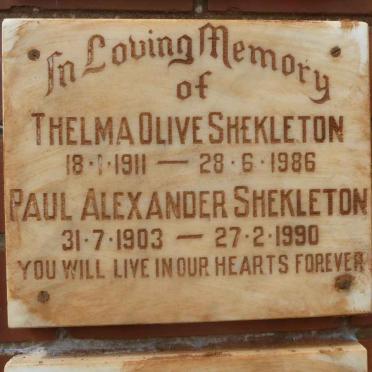 In Loving Memory
of
THELMA OLIVE SHEKLETON
18·1·1911 — 28·6·1986
PAUL ALEXANDER SHEKLETON
31·7·1903 — 27·2·1990
YOU WILL LIVE IN OUR HEARTS FOREVER